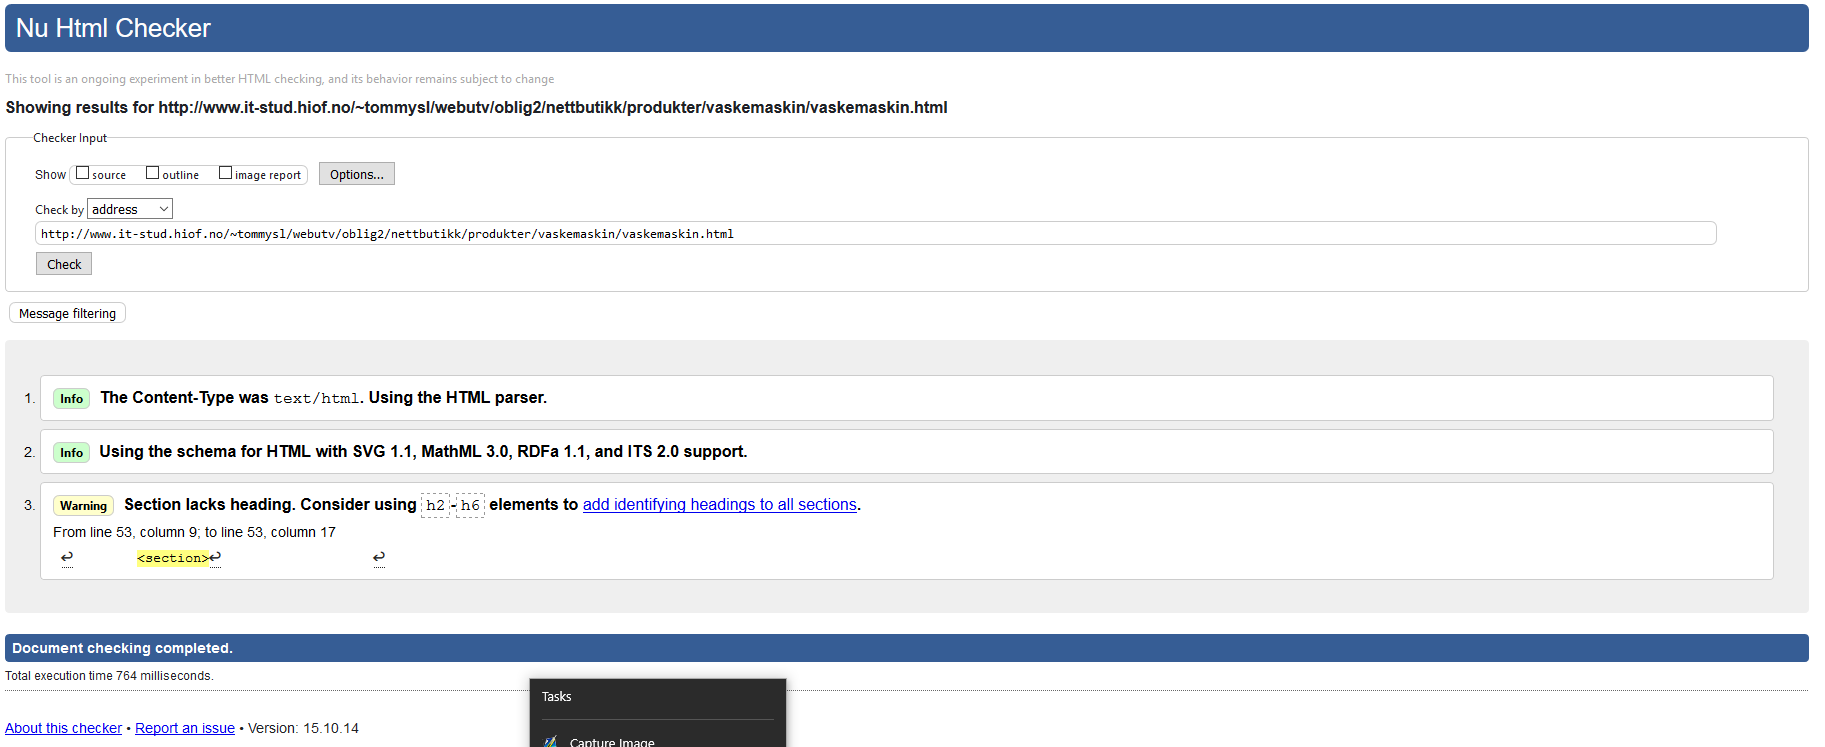 Nu Html Checker
This tool is an ongoing experiment in better HTML checking, and its behavior remains subject to change
Showing results for http://www.it-stud.hiof.no/~tommysl/webutv/oblig2/nettbutikk/produkter/vaskemaskin/vaskemaskin.html
Checker Input
Show source outline image report Options...
Check by address
http://www.it-stud.hiof.no/~tommysl/webutv/oblig2/nettbutikk/produkter/vaskemaskin/vaskemaskin.html
Check
Message filtering
1. Info The Content-Type was text/html. Using the HTML parser.
2. Info Using the schema for HTML with SVG 1.1, MathML 3.0, RDFa 1.1, and ITS 2.0 support.
3. Warning Section lacks heading. Consider using h2-h6 elements to add identifying headings to all sections.
From line 53, column 9; to line 53, column 17
↩ <section>↩ ↩
Document checking completed.
Total execution time 764 milliseconds.
Tasks
About this checker • Report an issue • Version: 15.10.14
Capture Image